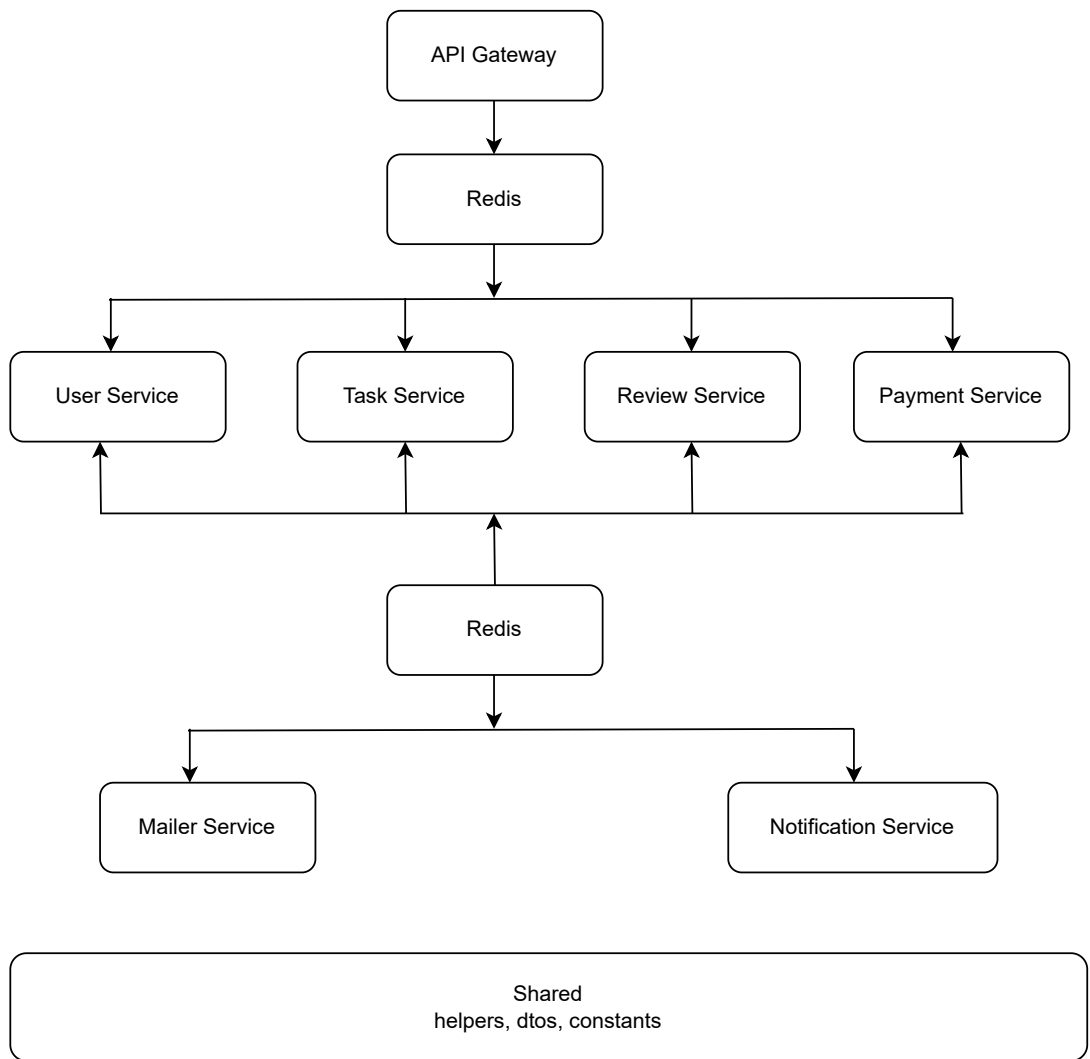 API Gateway
Redis
User Service
Task Service
Review Service
Payment Service
Redis
Mailer Service
Notification Service
Shared
helpers, dtos, constants